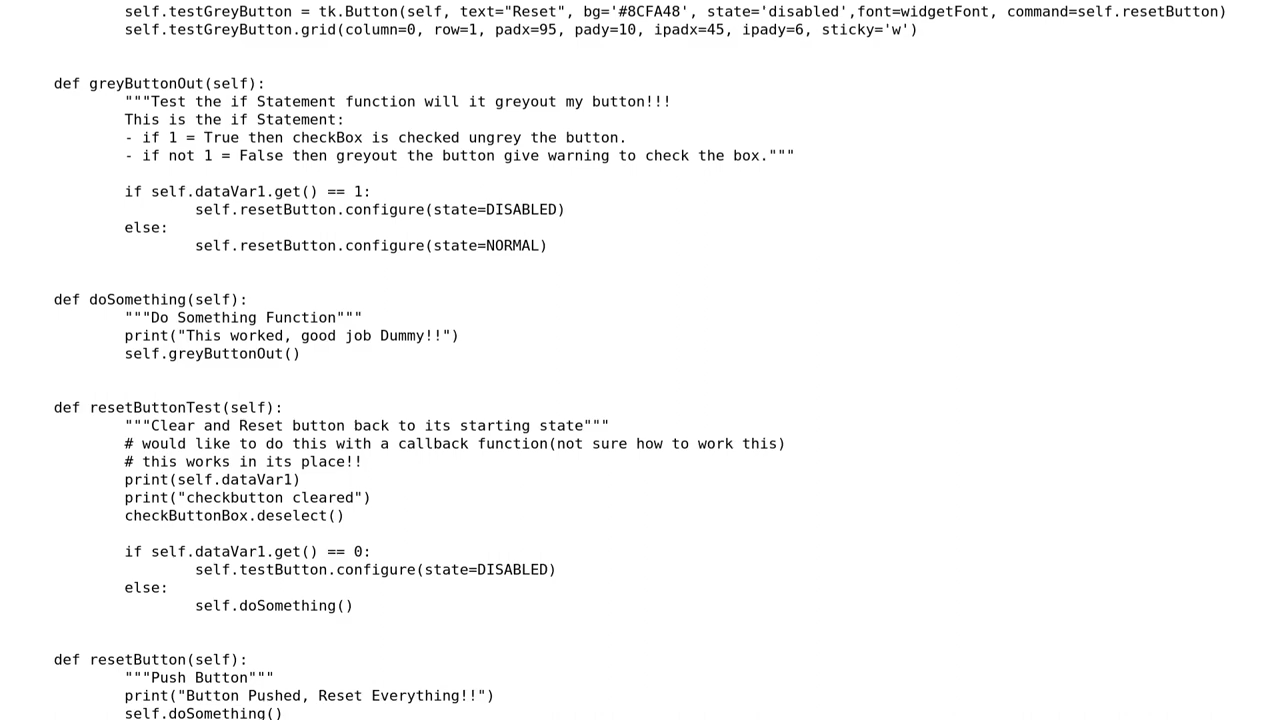 self.testGreyButton = tk.Button(self, text="Reset", bg='#8CFA48', state='disabled',font=widgetFont, command=self.resetButton)
self.testGreyButton.grid(column=0, row=1, padx=95, pady=10, ipadx=45, ipady=6, sticky='w')
def greyButtonOut(self):
"""Test the if Statement function will it greyout my button!!!
This is the if Statement:
- if 1 = True then checkBox is checked ungrey the button.
- if not 1 = False then greyout the button give warning to check the box."""
if self.dataVar1.get() == 1:
self.resetButton.configure(state=DISABLED)
else:
self.resetButton.configure(state=NORMAL)
def doSomething(self):
"""Do Something Function"""
print("This worked, good job Dummy!!")
self.greyButtonOut()
def resetButtonTest(self):
"""Clear and Reset button back to its starting state"""
# would like to do this with a callback function(not sure how to work this)
# this works in its place!!
print(self.dataVar1)
print("checkbutton cleared")
checkButtonBox.deselect()
if self.dataVar1.get() == 0:
self.testButton.configure(state=DISABLED)
else:
self.doSomething()
def resetButton(self):
"""Push Button"""
print("Button Pushed, Reset Everything!!")
self.doSomething()